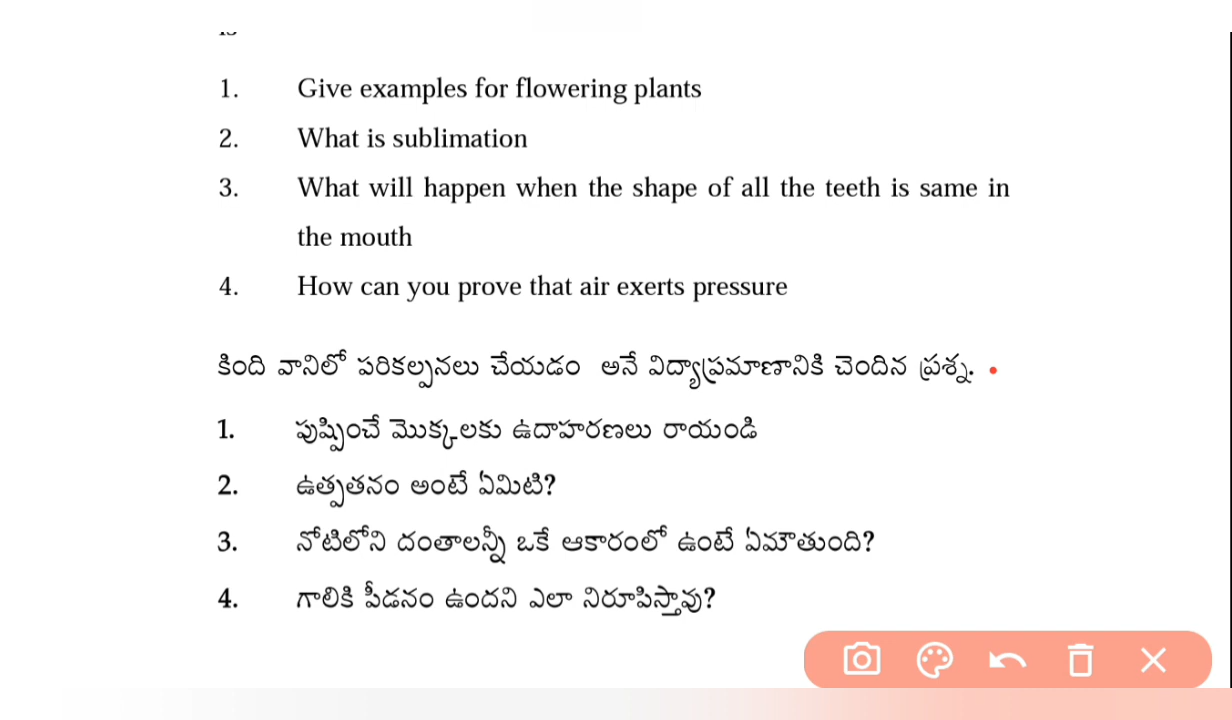 is
1. Give examples for flowering plants
2. What is sublimation
3. What will happen when the shape of all the teeth is same in
the mouth
4. How can you prove that air exerts pressure
కింది వానిలో పరికల్పనలు చేయడం అనే విద్యాప్రమాణానికి చెందిన ప్రశ్న.
1. పుష్పించే మొక్కలకు ఉదాహరణలు రాయండి
2. ఉత్పతనం అంటే ఏమిటి?
3. నోటిలోని దంతాలన్నీ ఒకే ఆకారంలో ఉంటే ఏమౌతుంది?
4. గాలికి పీడనం ఉందని ఎలా నిరూపిస్తావు?